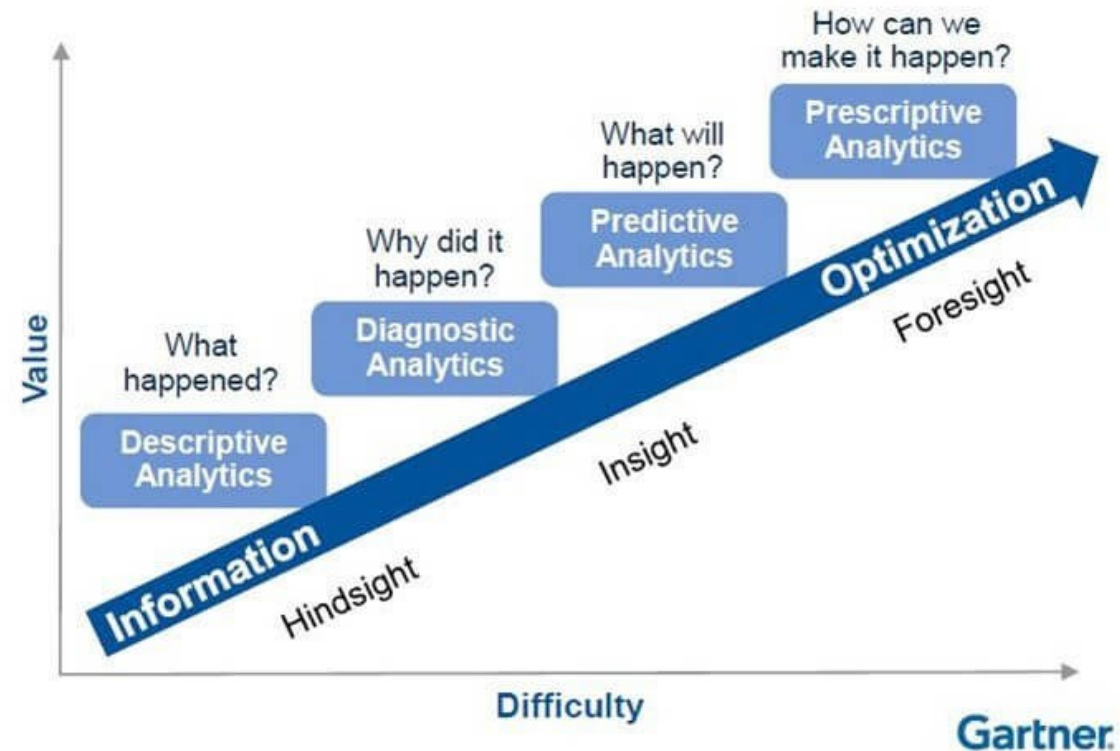 How can we
make it happen?
Prescriptive
Analytics
What will
happen?
Predictive
Analytics
Why did it
happen?
Diagnostic
Analytics
What
happened?
Descriptive
Analytics
Value
Information
Optimization
Hindsight
Insight
Foresight
Difficulty
Gartner.